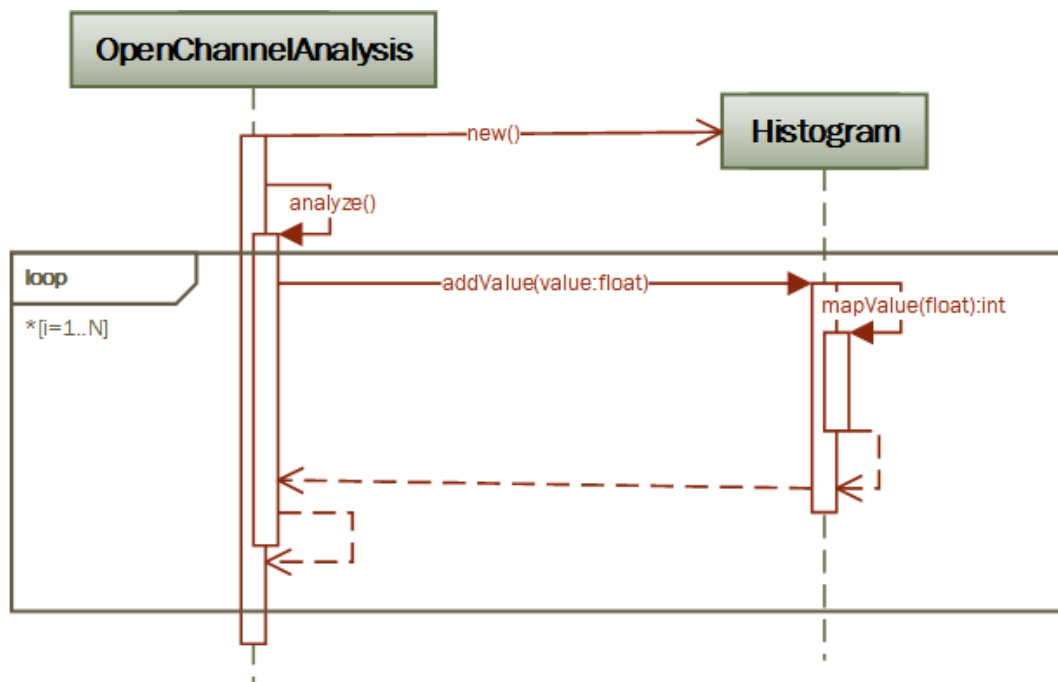 OpenChannelAnalysis
new()
Histogram
analyze()
loop
addValue(value:float)
mapValue(float):int
*[i=1..N]